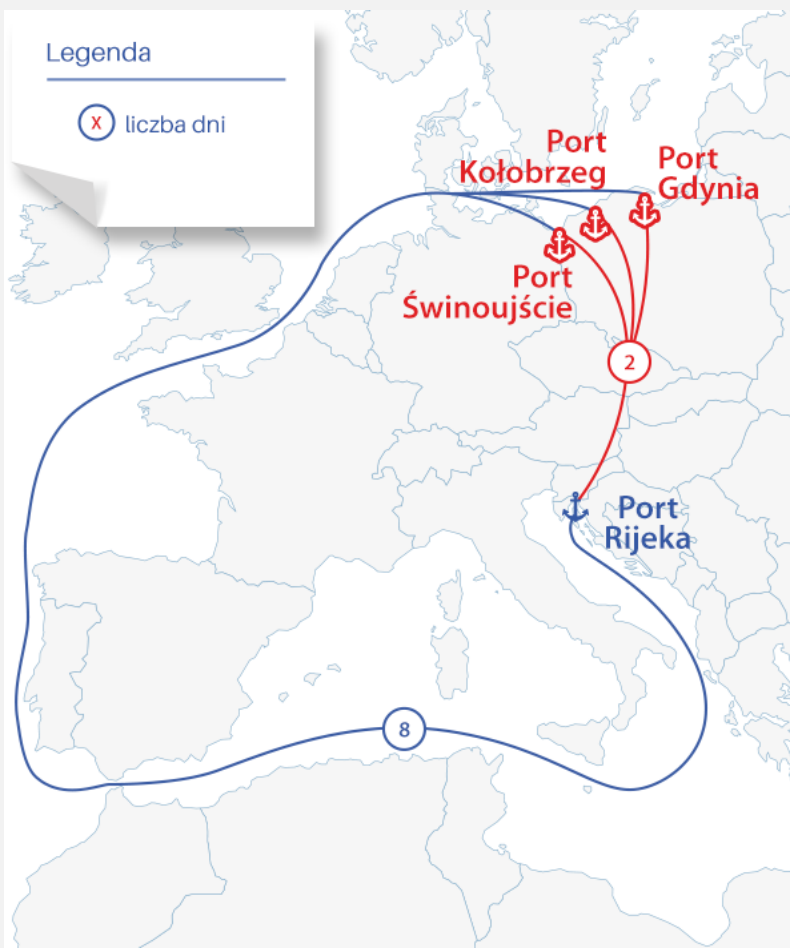 Legenda
X liczba dni
Port
Kołobrzeg
Port
Gdynia
Port
Świnoujście
2
Port
Rijeka
8